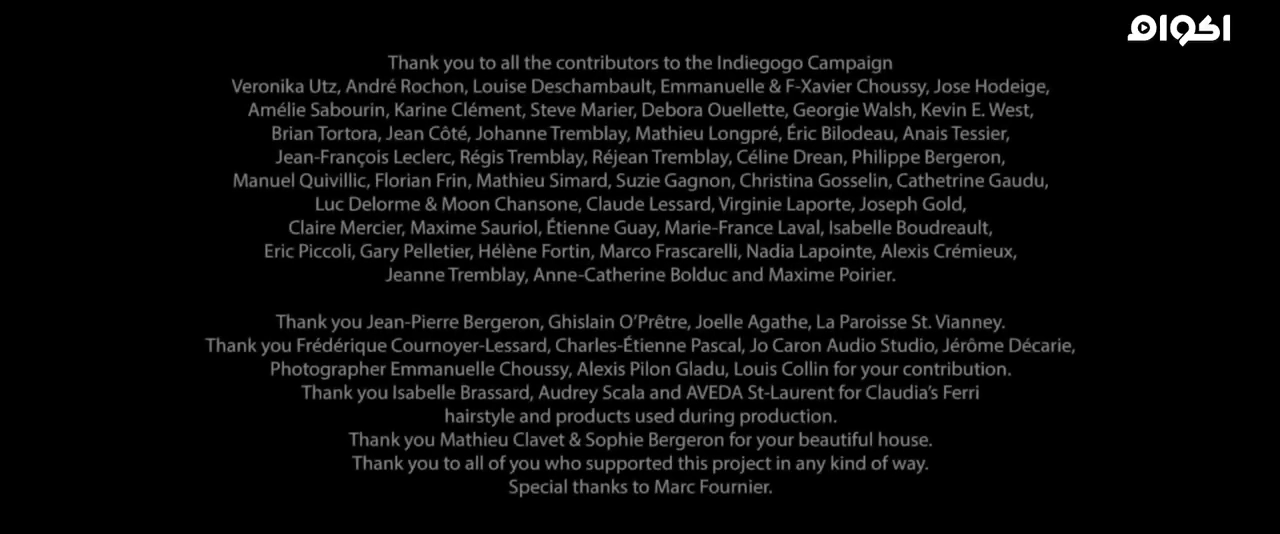 اكوام
Thank you to all the contributors to the Indiegogo Campaign
Veronika Utz, André Rochon, Louise Deschambault, Emmanuelle & F-Xavier Choussy, Jose Hodeige,
Amélie Sabourin, Karine Clément, Steve Marier, Debora Ouellette, Georgie Walsh, Kevin E. West,
Brian Tortora, Jean Côté, Johanne Tremblay, Mathieu Longpré, Éric Bilodeau, Anais Tessier,
Jean-François Leclerc, Régis Tremblay, Réjean Tremblay, Céline Drean, Philippe Bergeron,
Manuel Quivillic, Florian Frin, Mathieu Simard, Suzie Gagnon, Christina Gosselin, Cathetrine Gaudu,
Luc Delorme & Moon Chansone, Claude Lessard, Virginie Laporte, Joseph Gold,
Claire Mercier, Maxime Sauriol, Étienne Guay, Marie-France Laval, Isabelle Boudreault,
Eric Piccoli, Gary Pelletier, Hélène Fortin, Marco Frascarelli, Nadia Lapointe, Alexis Crémieux,
Jeanne Tremblay, Anne-Catherine Bolduc and Maxime Poirier.
Thank you Jean-Pierre Bergeron, Ghislain O’Prêtre, Joelle Agathe, La Paroisse St. Vianney.
Thank you Frédérique Cournoyer-Lessard, Charles-Étienne Pascal, Jo Caron Audio Studio, Jérôme Décarie,
Photographer Emmanuelle Choussy, Alexis Pilon Gladu, Louis Collin for your contribution.
Thank you Isabelle Brassard, Audrey Scala and AVEDA St-Laurent for Claudia’s Ferri
hairstyle and products used during production.
Thank you Mathieu Clavet & Sophie Bergeron for your beautiful house.
Thank you to all of you who supported this project in any kind of way.
Special thanks to Marc Fournier.